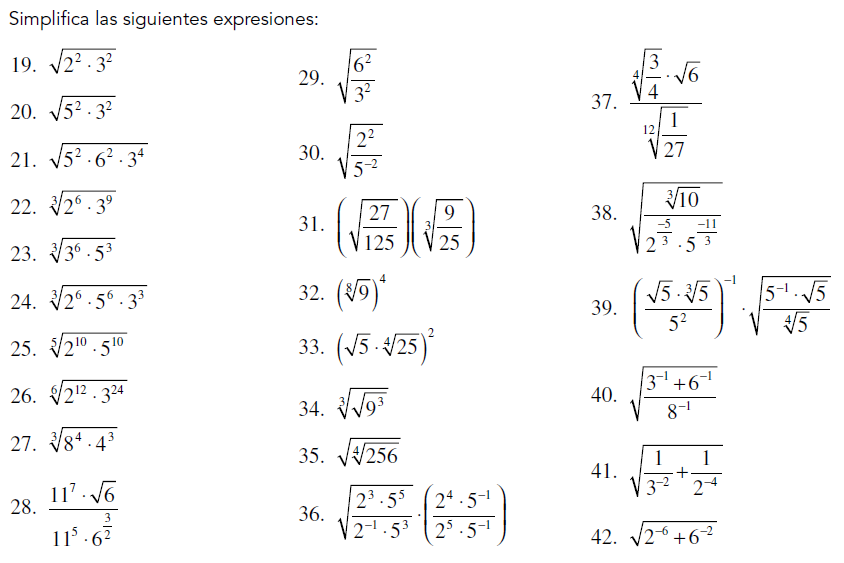 Simplifica las siguientes expresiones:
19. √(2² · 3²)
20. √(5² · 3²)
21. √(5² · 6² · 3⁴)
22. ∛(2⁶ · 3⁹)
23. ∛(3⁶ · 5³)
24. ∛(2⁶ · 5⁶ · 3³)
25. ⁵√(2¹⁰ · 5¹⁰)
26. ⁶√(2¹² · 3²⁴)
27. ∛(8⁴ · 4³)
28. (11⁷ · √6) / (11⁵ · 6^(3/2))
29. √(6² / 3²)
30. √(2² / 5⁻²)
31. (√(27/125)) (∛(9/25))
32. (⁸√9)⁴
33. (√5 · ∜25)²
34. ∛(√(9³))
35. √(∜256)
36. √((2³ · 5⁵) / (2⁻¹ · 5³)) · ((2⁴ · 5⁻¹) / (2⁵ · 5⁻¹))
37. (∜(3/4) · √6) / (¹²√(1/27))
38. √(∛10 / (2^(−5/3) · 5^(−11/3)))
39. ((√5 · ∛5) / 5²)⁻¹ · √((5⁻¹ · √5) / ∜5)
40. √((3⁻¹ + 6⁻¹) / 8⁻¹)
41. √(1/3⁻² + 1/2⁻⁴)
42. √(2⁻⁶ + 6⁻²)